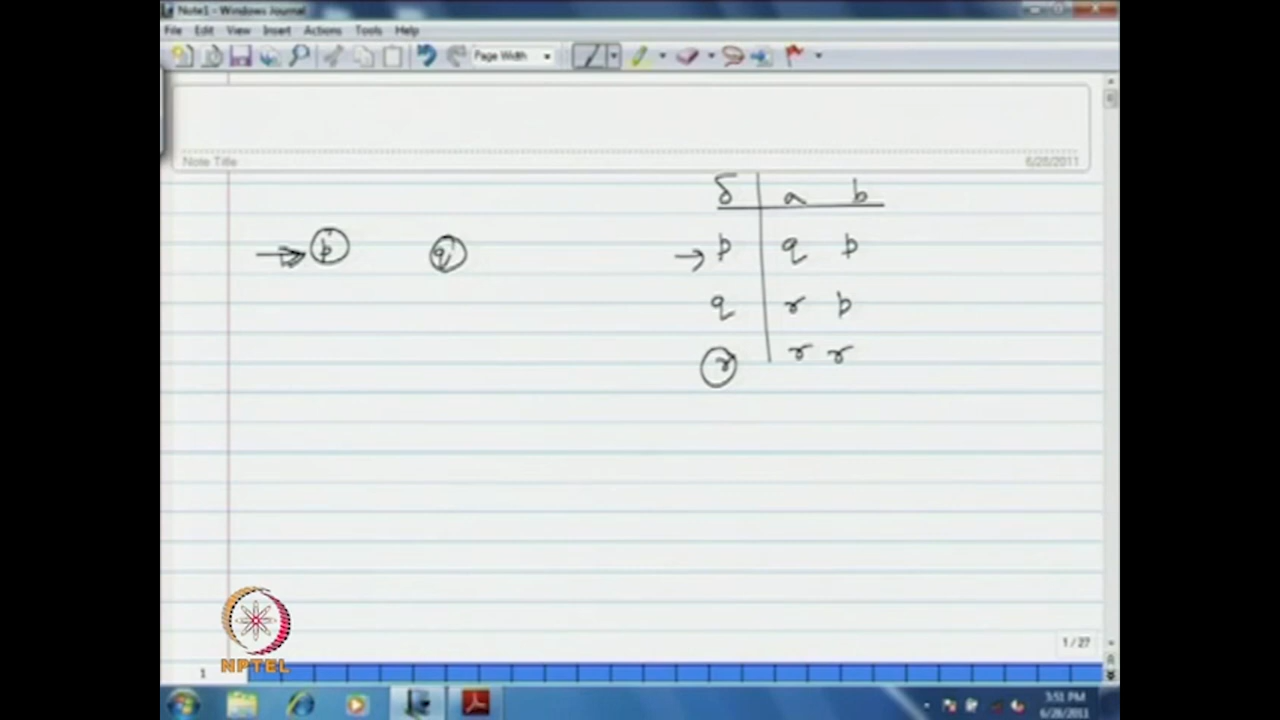 Note1 - Windows Journal
File Edit View Insert Actions Tools Help
Page Width
Note Title
6/28/2011
δ a b
→ p q p
q r p
r r r
→ p q
1 / 27
NPTEL
1
3:51 PM
6/28/2011